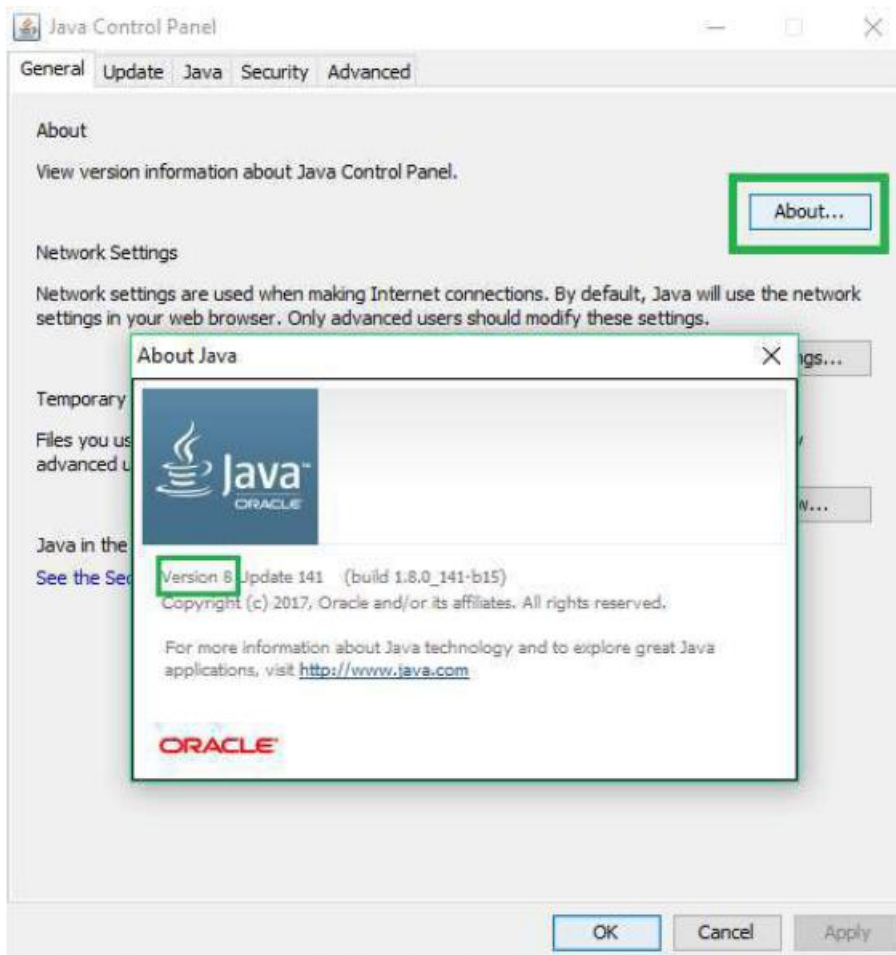 Java Control Panel
General Update Java Security Advanced
About
View version information about Java Control Panel.
About...
Network Settings
Network settings are used when making Internet connections. By default, Java will use the network
settings in your web browser. Only advanced users should modify these settings.
About Java
ngs...
Temporary
Files you us
advanced u
w...
Java
ORACLE
Java in the
See the Sec
Version 8 Update 141 (build 1.8.0_141-b15)
Copyright (c) 2017, Oracle and/or its affiliates. All rights reserved.
For more information about Java technology and to explore great Java
applications, visit http://www.java.com
ORACLE
OK Cancel Apply